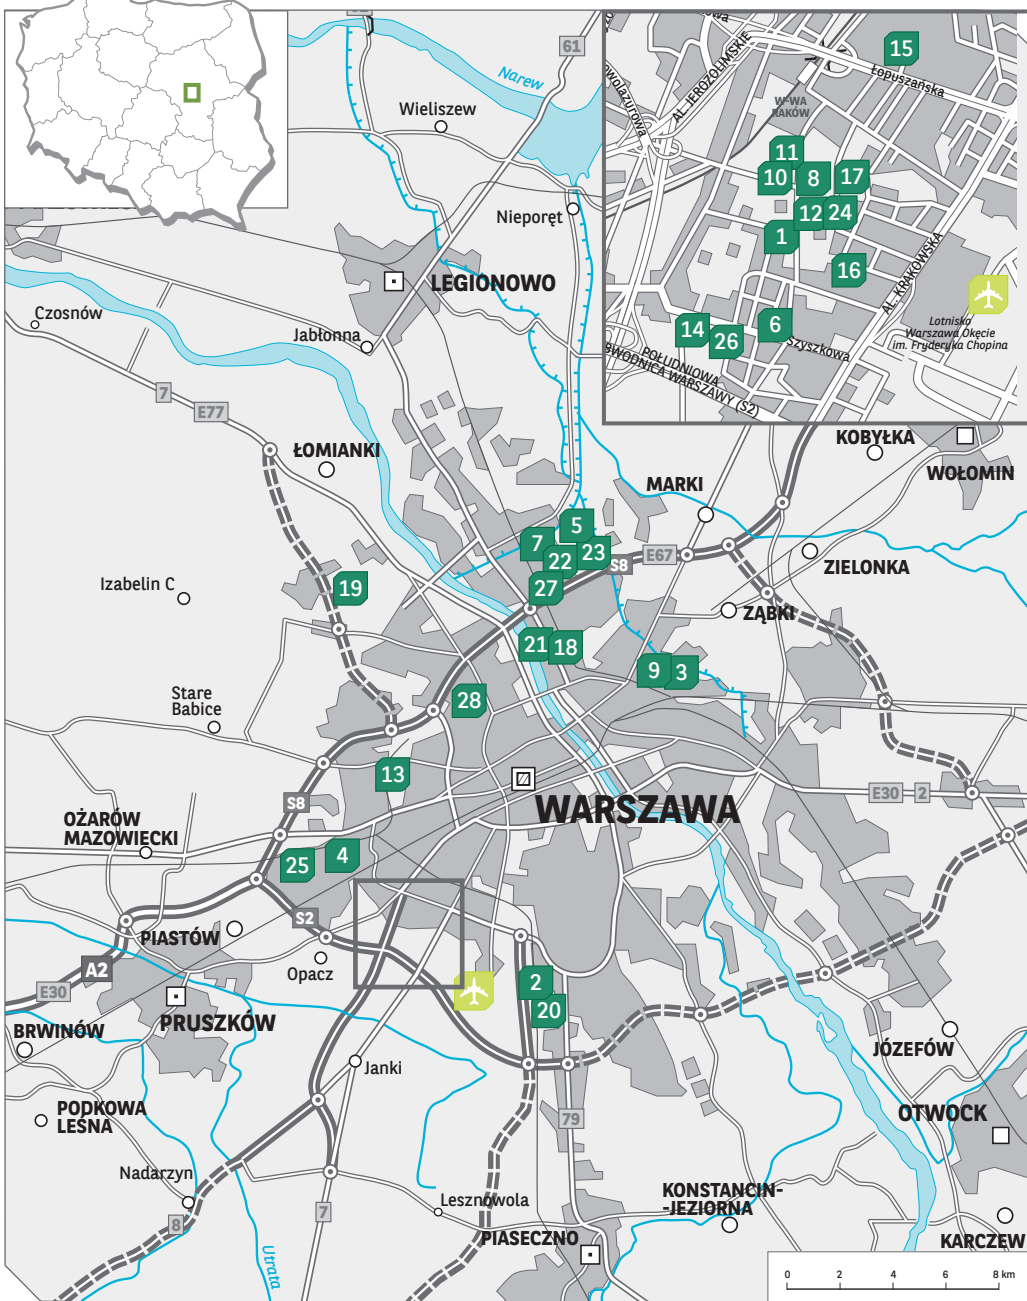 61
Narew
Wieliszew
Nieporęt
LEGIONOWO
Czosnów
Jabłonna
7
E77
ŁOMIANKI
AL. JEROZOLIMSKIE
15
Łopuszańska
W-WA
RAKÓW
11
10
8
17
12
24
1
16
AL. KRAKOWSKA
Lotnisko
Warszawa Okęcie
im. Fryderyka Chopina
14
26
6
Szyszkowa
POŁUDNIOWA
BWODNICA WARSZAWY (S2)
KOBYŁKA
WOŁOMIN
MARKI
5
7
23
22
E67
S8
27
ZIELONKA
Izabelin C
19
ZĄBKI
21
18
9
3
Stare
Babice
28
13
WARSZAWA
E30
2
S8
OŻARÓW
MAZOWIECKI
25
4
S2
PIASTÓW
Opacz
A2
E30
PRUSZKÓW
2
20
BRWINÓW
Janki
JÓZEFÓW
PODKOWA
LEŚNA
79
OTWOCK
Nadarzyn
7
8
Lesznowola
KONSTANCIN-
-JEZIORNA
PIASECZNO
KARCZEW
Utrata
0 2 4 6 8 km